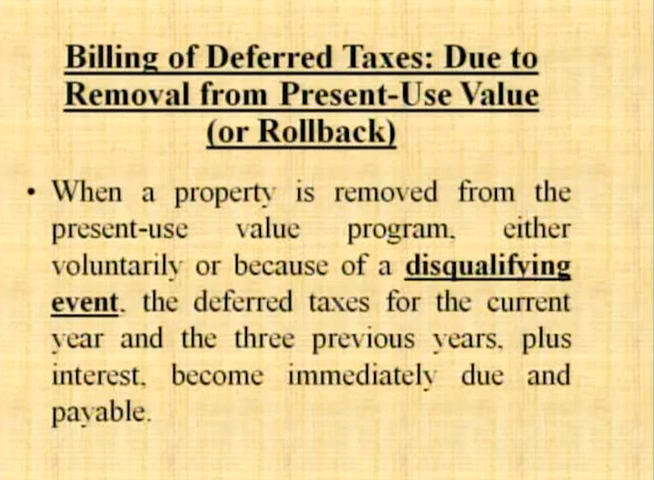 Billing of Deferred Taxes: Due to
Removal from Present-Use Value
(or Rollback)
• When a property is removed from the
present-use value program, either
voluntarily or because of a disqualifying
event, the deferred taxes for the current
year and the three previous years, plus
interest, become immediately due and
payable.